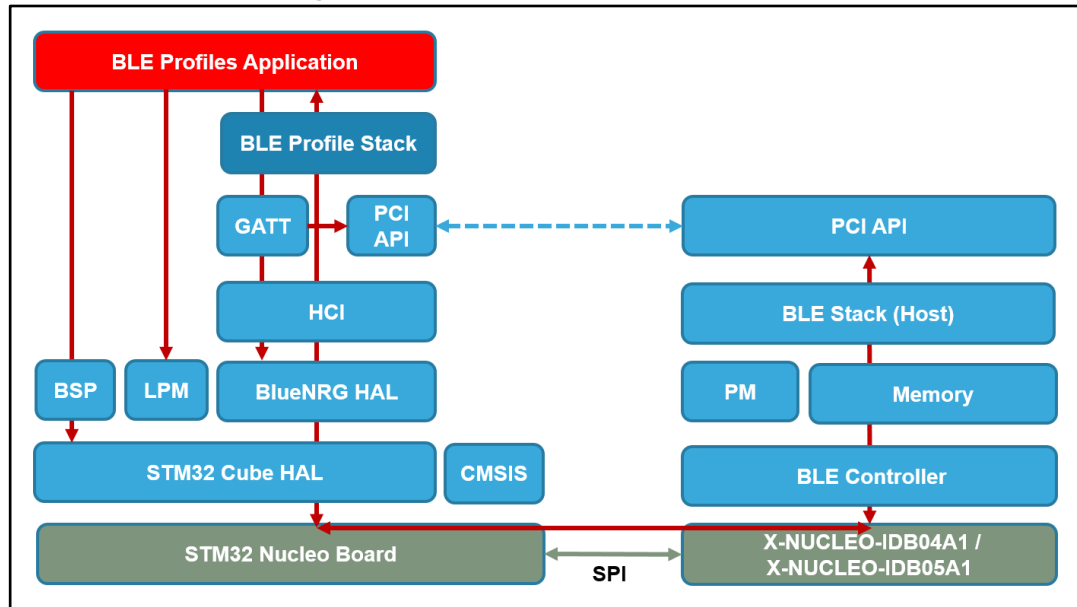 BLE Profiles Application
BLE Profile Stack
GATT
PCI
API
PCI API
HCI
BLE Stack (Host)
BSP
LPM
BlueNRG HAL
PM
Memory
STM32 Cube HAL
CMSIS
BLE Controller
STM32 Nucleo Board
SPI
X-NUCLEO-IDB04A1 /
X-NUCLEO-IDB05A1